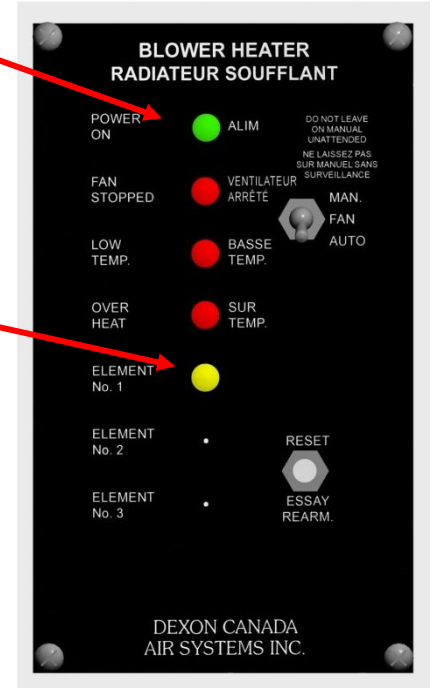 BLOWER HEATER
RADIATEUR SOUFFLANT
POWER
ON
ALIM
DO NOT LEAVE
ON MANUAL
UNATTENDED
NE LAISSEZ PAS
SUR MANUEL SANS
SURVEILLANCE
FAN
STOPPED
VENTILATEUR
ARRÊTÉ
MAN.
FAN
AUTO
LOW
TEMP.
BASSE
TEMP.
OVER
HEAT
SUR
TEMP.
ELEMENT
No. 1
ELEMENT
No. 2
RESET
ELEMENT
No. 3
ESSAY
REARM.
DEXON CANADA
AIR SYSTEMS INC.